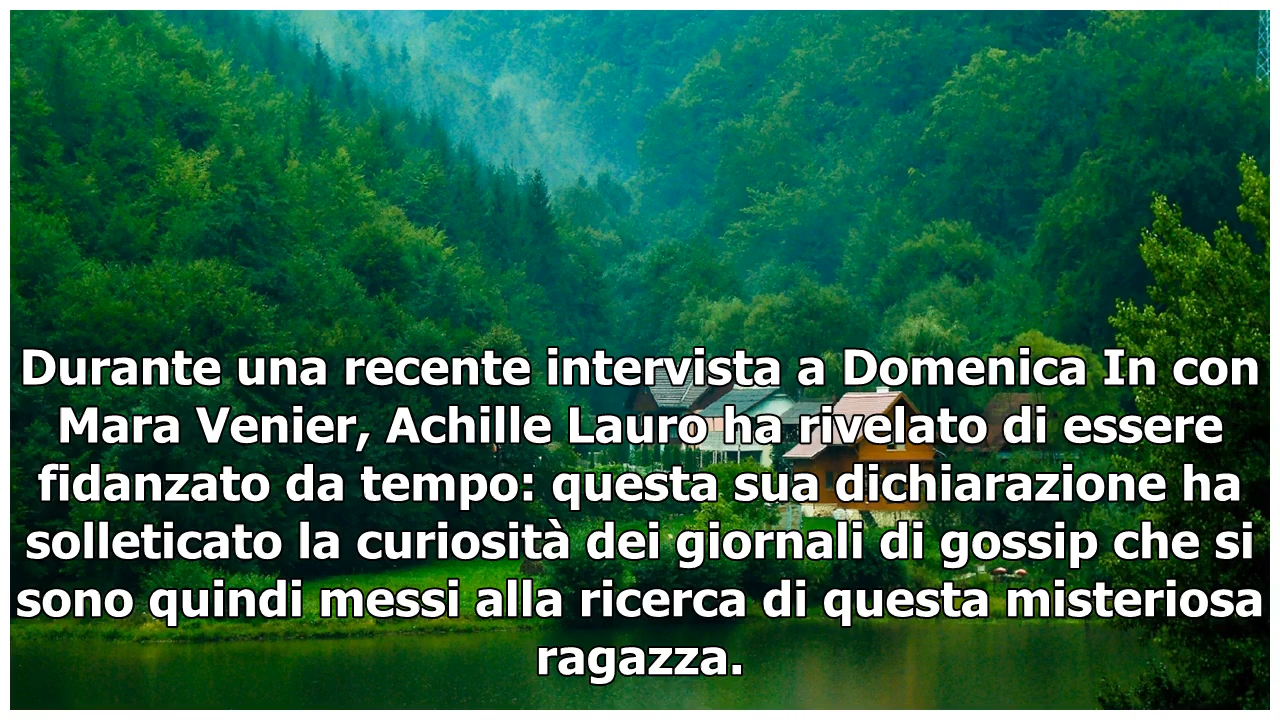 Durante una recente intervista a Domenica In con
Mara Venier, Achille Lauro ha rivelato di essere
fidanzato da tempo: questa sua dichiarazione ha
solleticato la curiosità dei giornali di gossip che si
sono quindi messi alla ricerca di questa misteriosa
ragazza.